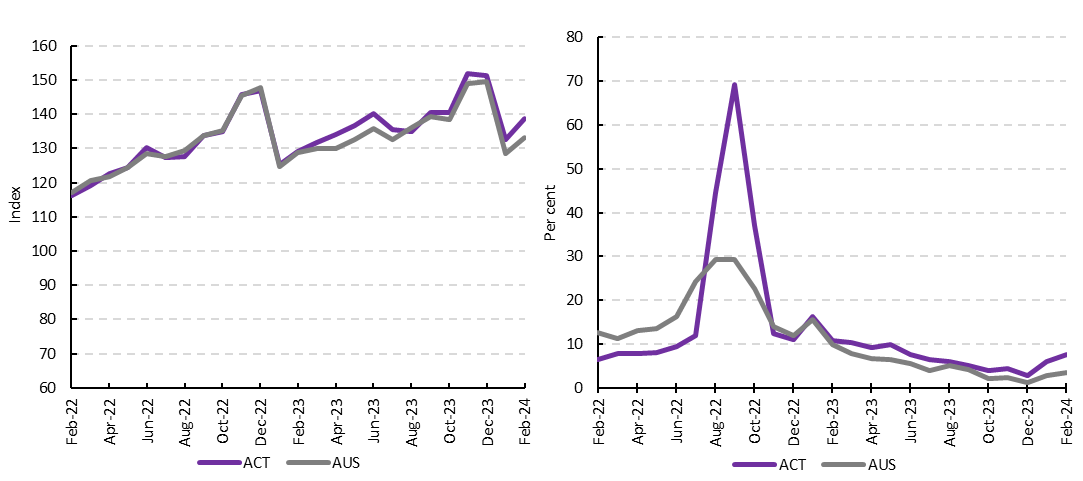 160
150
140
130
120
110
100
90
80
70
60
Index
Feb-22
Apr-22
Jun-22
Aug-22
Oct-22
Dec-22
Feb-23
Apr-23
Jun-23
Aug-23
Oct-23
Dec-23
Feb-24
ACT
AUS
80
70
60
50
40
30
20
10
0
Per cent
Feb-22
Apr-22
Jun-22
Aug-22
Oct-22
Dec-22
Feb-23
Apr-23
Jun-23
Aug-23
Oct-23
Dec-23
Feb-24
ACT
AUS